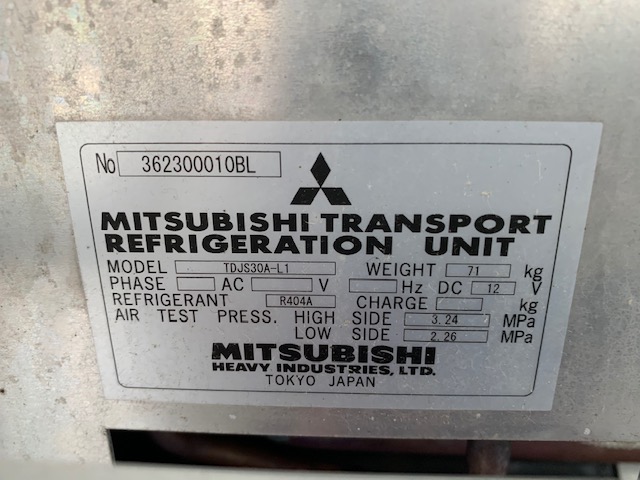 No 362300010BL
MITSUBISHI TRANSPORT
REFRIGERATION UNIT
MODEL TDJS30A-L1 WEIGHT 71 kg
PHASE AC V Hz DC 12 V
REFRIGERANT R404A CHARGE kg
AIR TEST PRESS. HIGH SIDE 3.24 MPa
LOW SIDE 2.26 MPa
MITSUBISHI
HEAVY INDUSTRIES, LTD.
TOKYO JAPAN